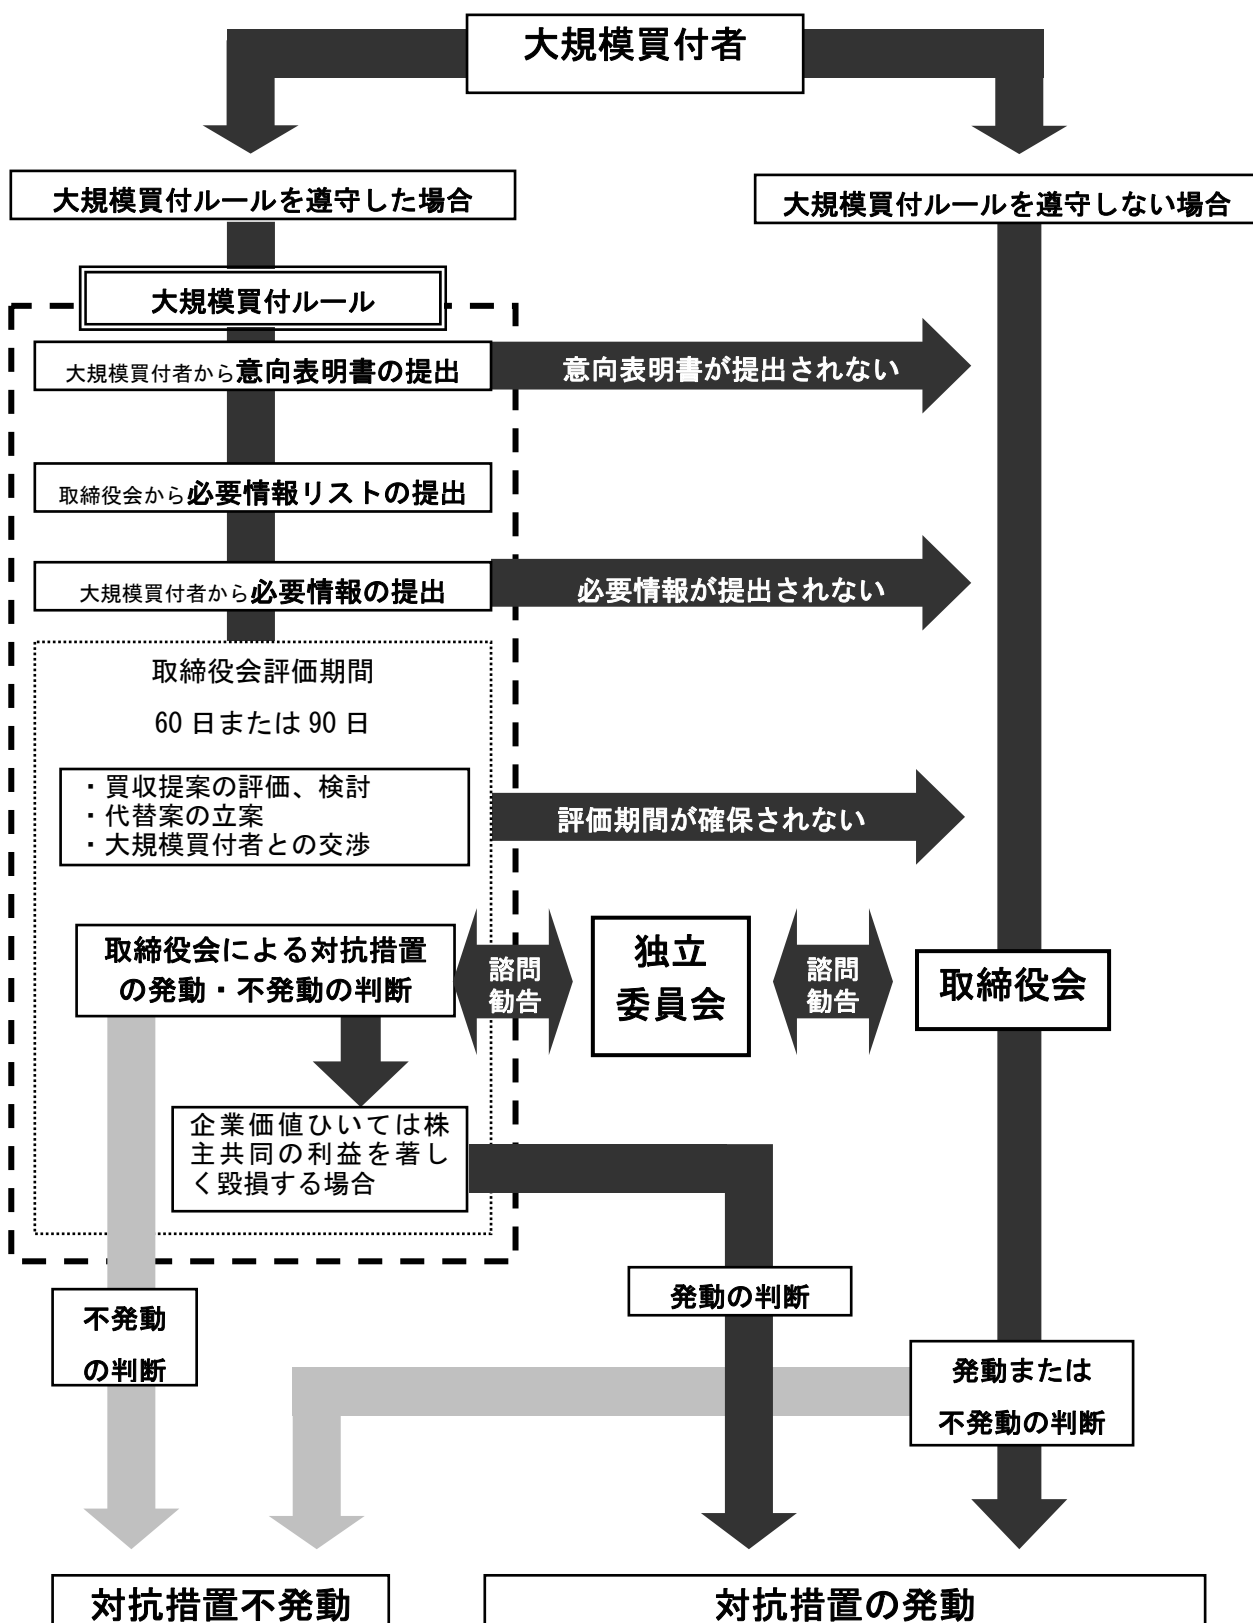 大規模買付者
大規模買付ルールを遵守した場合
大規模買付ルールを遵守しない場合
大規模買付ルール
大規模買付者から意向表明書の提出
意向表明書が提出されない
取締役会から必要情報リストの提出
大規模買付者から必要情報の提出
必要情報が提出されない
取締役会評価期間
60日または90日
・買収提案の評価、検討
・代替案の立案
・大規模買付者との交渉
評価期間が確保されない
取締役会による対抗措置
の発動・不発動の判断
諮問
勧告
独立
委員会
諮問
勧告
取締役会
企業価値ひいては株
主共同の利益を著し
く毀損する場合
不発動
の判断
発動の判断
発動または
不発動の判断
対抗措置不発動
対抗措置の発動